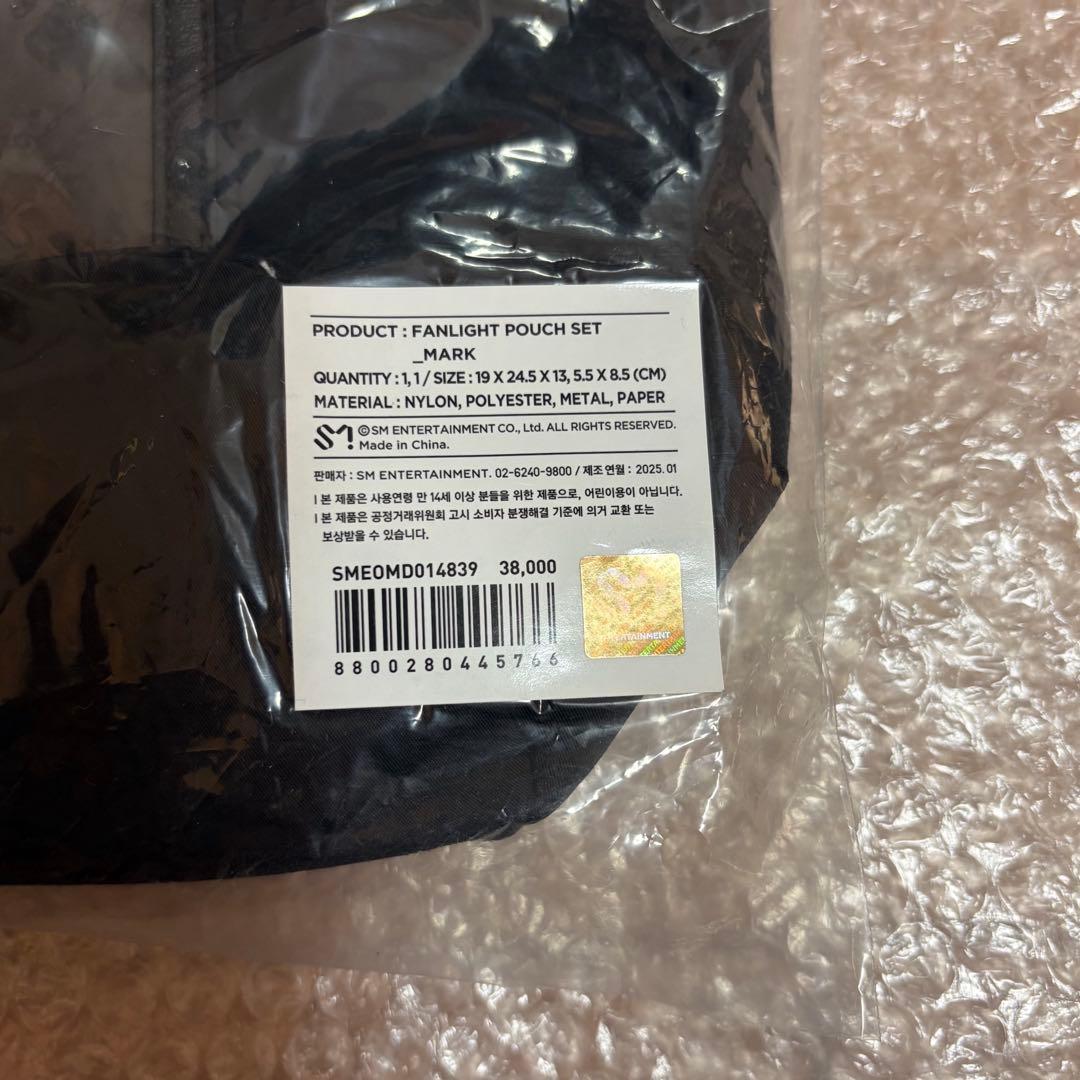 PRODUCT : FANLIGHT POUCH SET
_MARK
QUANTITY : 1, 1 / SIZE : 19 X 24.5 X 13, 5.5 X 8.5 (CM)
MATERIAL : NYLON, POLYESTER, METAL, PAPER
SM ©SM ENTERTAINMENT CO., Ltd. ALL RIGHTS RESERVED.
Made in China.
판매자 : SM ENTERTAINMENT. 02-6240-9800 / 제조연월 : 2025.01
| 본 제품은 사용연령 만 14세 이상 분들을 위한 제품으로, 어린이용이 아닙니다.
| 본 제품은 공정거래위원회 고시 소비자 분쟁해결 기준에 의거 교환 또는
보상받을 수 있습니다.
SMEOMD014839 38,000
8800280445766